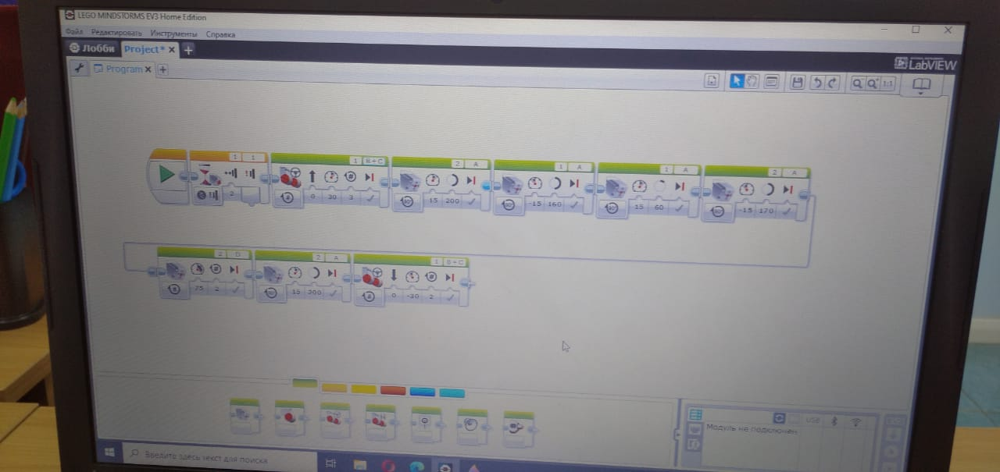 LEGO MINDSTORMS EV3 Home Edition
Файл Редактировать Инструменты Справка
Лобби Project* × +
LabVIEW
Program × +
1:1
1 1 1 B+C 2 A 1 A 1 A 2 A
2 0 30 3 15 200 -15 160 15 60 -15 170
2 D 2 A 1 B+C
75 2 15 200 0 -30 2
USB
Модуль не подключен
Введите здесь текст для поиска